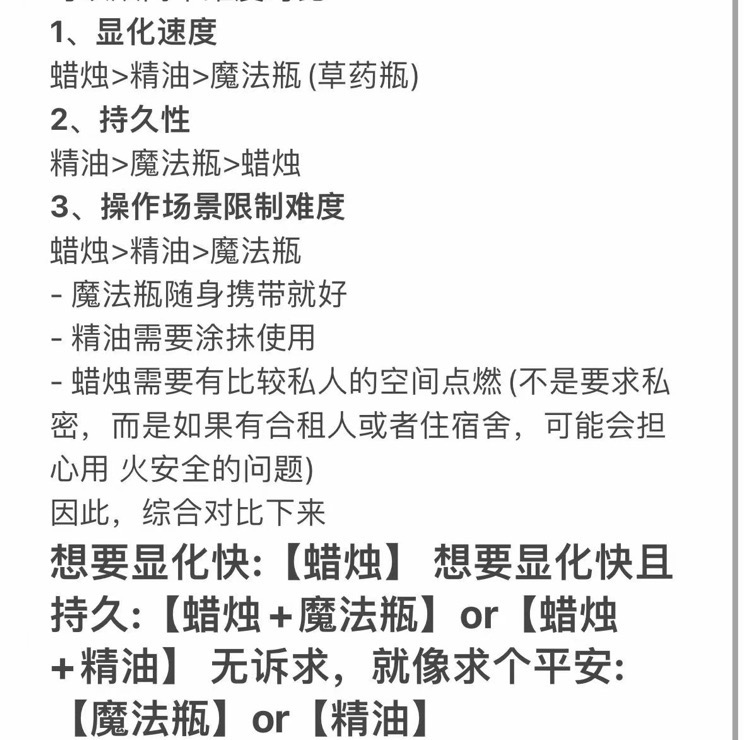 1、显化速度
蜡烛>精油>魔法瓶(草药瓶)
2、持久性
精油>魔法瓶>蜡烛
3、操作场景限制难度
蜡烛>精油>魔法瓶
- 魔法瓶随身携带就好
- 精油需要涂抹使用
- 蜡烛需要有比较私人的空间点燃(不是要求私
密，而是如果有合租人或者住宿舍，可能会担
心用 火安全的问题)
因此，综合对比下来
想要显化快:【蜡烛】 想要显化快且
持久:【蜡烛+魔法瓶】or【蜡烛
+精油】 无诉求，就像求个平安:
【魔法瓶】or【精油】